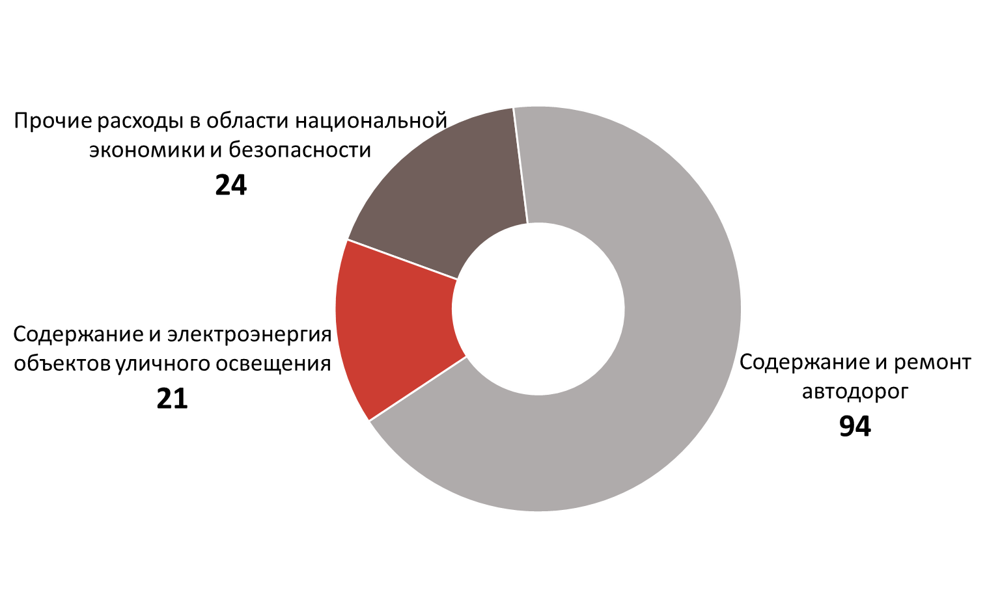 Прочие расходы в области национальной
экономики и безопасности
24
Содержание и электроэнергия
объектов уличного освещения
21
Содержание и ремонт
автодорог
94